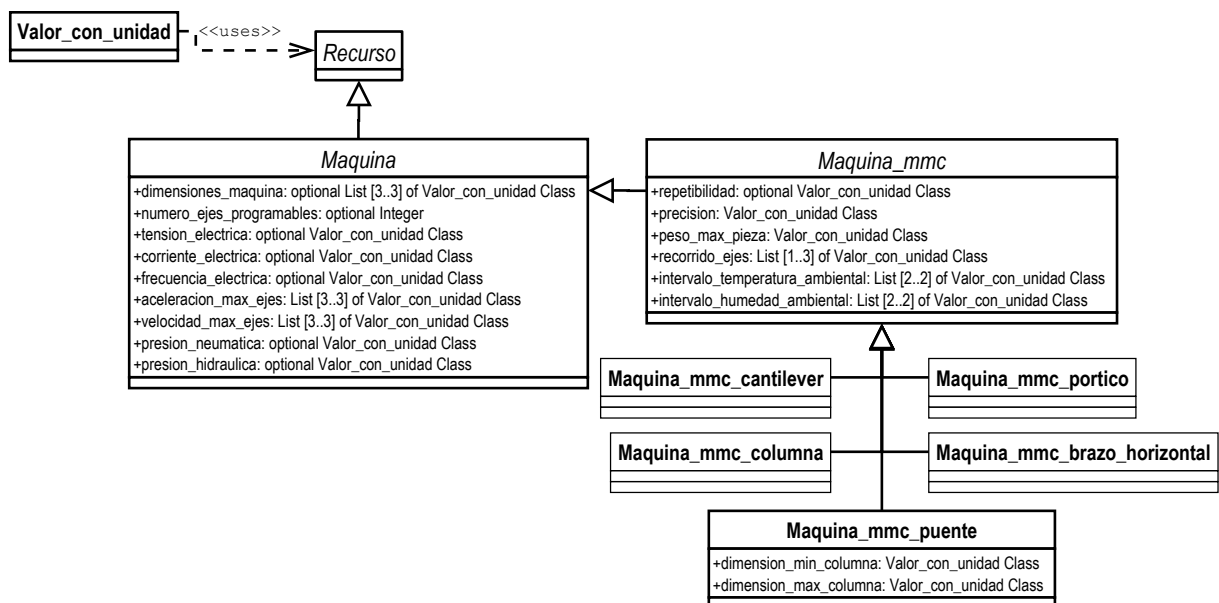 Valor_con_unidad
<<uses>>
Recurso
Maquina
+dimensiones_maquina: optional List [3..3] of Valor_con_unidad Class
+numero_ejes_programables: optional Integer
+tension_electrica: optional Valor_con_unidad Class
+corriente_electrica: optional Valor_con_unidad Class
+frecuencia_electrica: optional Valor_con_unidad Class
+aceleracion_max_ejes: List [3..3] of Valor_con_unidad Class
+velocidad_max_ejes: List [3..3] of Valor_con_unidad Class
+presion_neumatica: optional Valor_con_unidad Class
+presion_hidraulica: optional Valor_con_unidad Class
Maquina_mmc
+repetibilidad: optional Valor_con_unidad Class
+precision: Valor_con_unidad Class
+peso_max_pieza: Valor_con_unidad Class
+recorrido_ejes: List [1..3] of Valor_con_unidad Class
+intervalo_temperatura_ambiental: List [2..2] of Valor_con_unidad Class
+intervalo_humedad_ambiental: List [2..2] of Valor_con_unidad Class
Maquina_mmc_cantilever
Maquina_mmc_portico
Maquina_mmc_columna
Maquina_mmc_brazo_horizontal
Maquina_mmc_puente
+dimension_min_columna: Valor_con_unidad Class
+dimension_max_columna: Valor_con_unidad Class